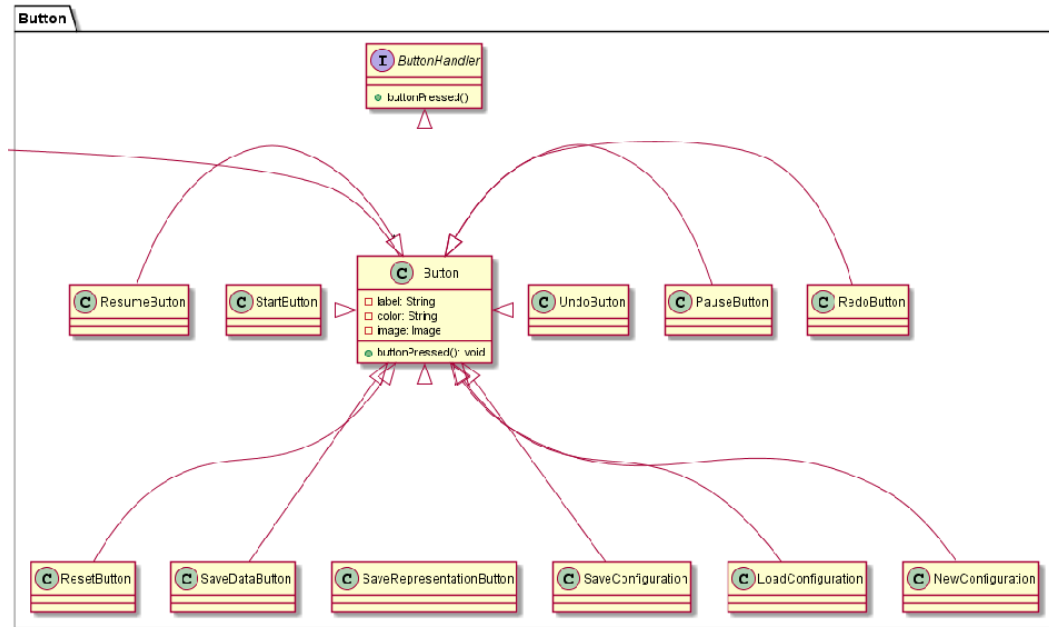 Button
I ButtonHandler
buttonPressed()
C Button
label: String
color: String
image: Image
buttonPressed(): void
C ResumeButton
C StartButton
C UndoButton
C PauseButton
C RedoButton
C ResetButton
C SaveDataButton
C SaveRepresentationButton
C SaveConfiguration
C LoadConfiguration
C NewConfiguration